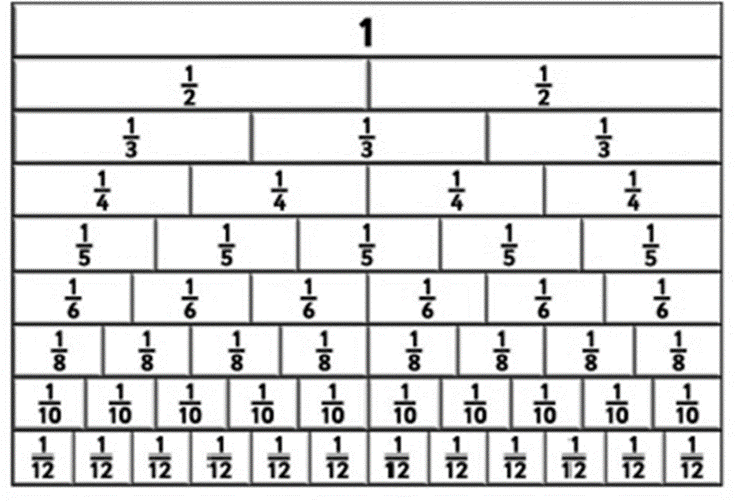 1
1/2 1/2
1/3 1/3 1/3
1/4 1/4 1/4 1/4
1/5 1/5 1/5 1/5 1/5
1/6 1/6 1/6 1/6 1/6 1/6
1/8 1/8 1/8 1/8 1/8 1/8 1/8 1/8
1/10 1/10 1/10 1/10 1/10 1/10 1/10 1/10 1/10 1/10
1/12 1/12 1/12 1/12 1/12 1/12 1/12 1/12 1/12 1/12 1/12 1/12